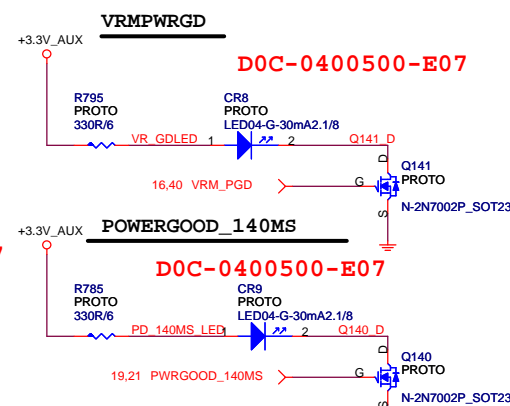 VRMPWRGD
+3.3V_AUX
D0C-0400500-E07
R795
PROTO
330R/6
CR8
PROTO
LED04-G-30mA2.1/8
VR_GDLED 1 2 Q141_D
D
Q141
PROTO
16,40 VRM_PGD G
S
N-2N7002P_SOT23
POWERGOOD_140MS
+3.3V_AUX
D0C-0400500-E07
R785
PROTO
330R/6
CR9
PROTO
LED04-G-30mA2.1/8
PD_140MS_LED 1 2 Q140_D
D
Q140
PROTO
19,21 PWRGOOD_140MS G
N-2N7002P_SOT23